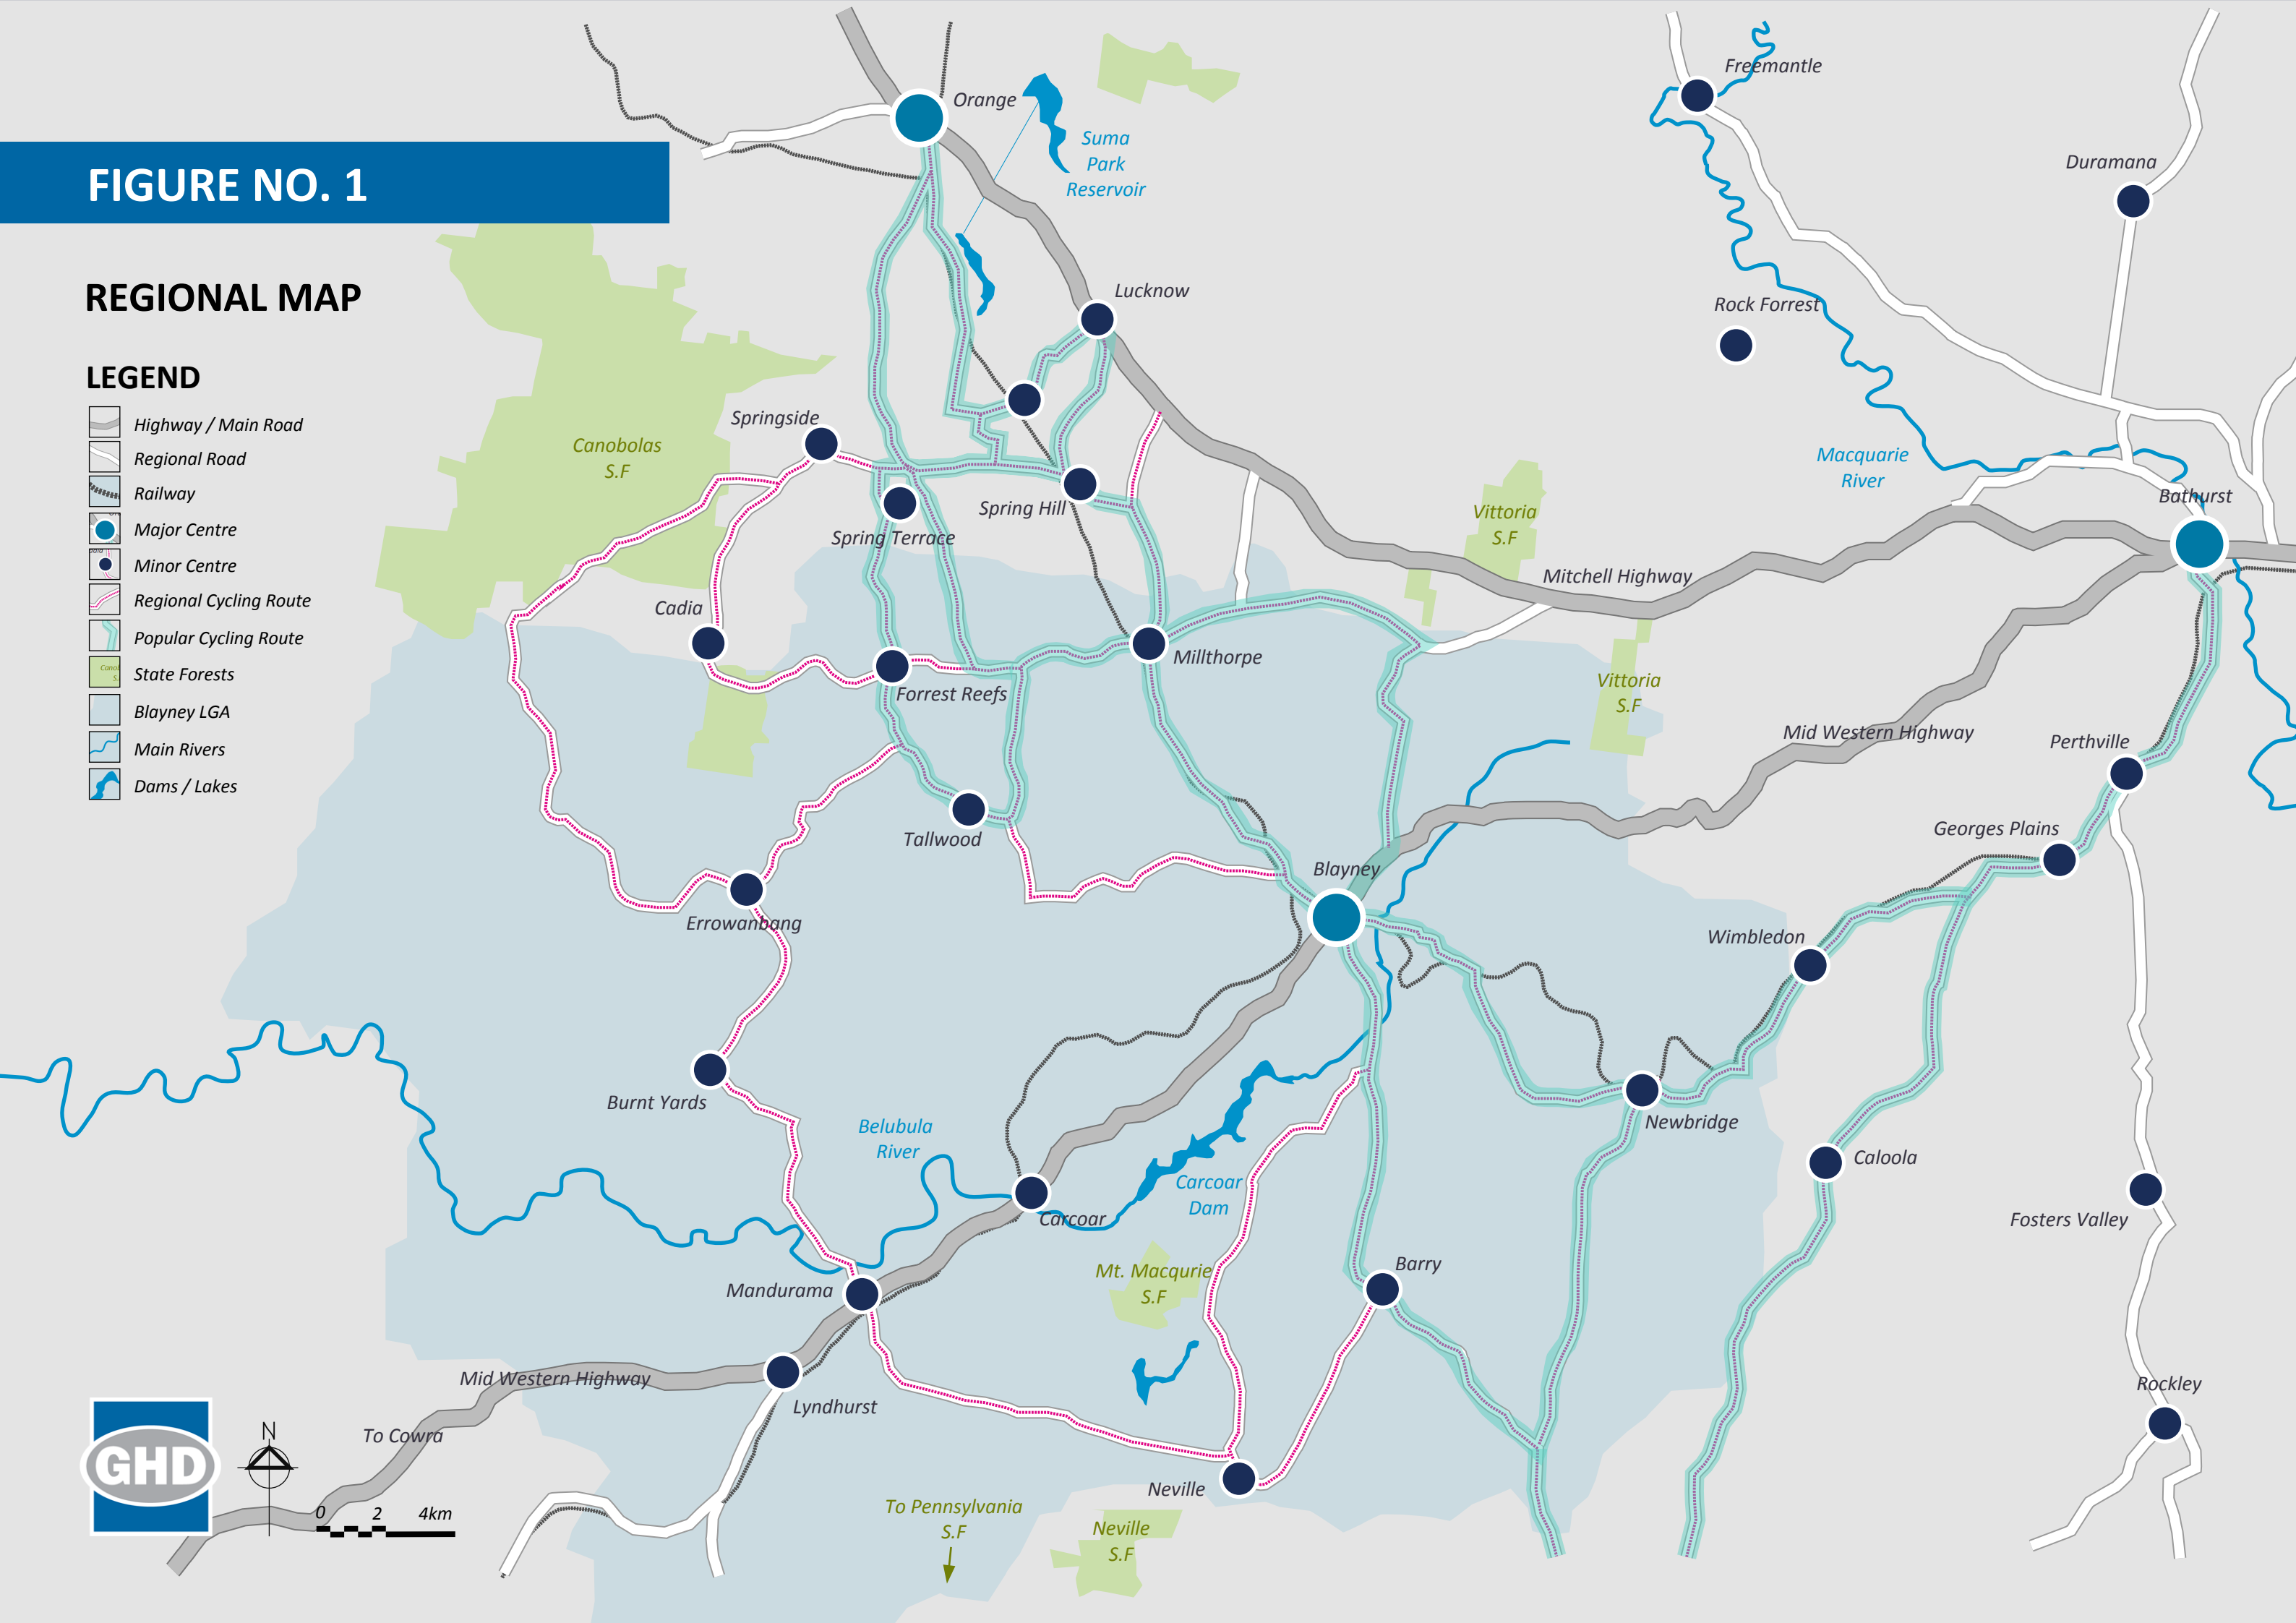 FIGURE NO. 1
REGIONAL MAP
LEGEND
Highway / Main Road
Regional Road
Railway
Major Centre
Minor Centre
Regional Cycling Route
Popular Cycling Route
State Forests
Blayney LGA
Main Rivers
Dams / Lakes
Orange
Suma
Park
Reservoir
Freemantle
Duramana
Lucknow
Rock Forrest
Springside
Canobolas
S.F
Macquarie
River
Bathurst
Spring Hill
Vittoria
S.F
Spring Terrace
Mitchell Highway
Cadia
Millthorpe
Forrest Reefs
Vittoria
S.F
Mid Western Highway
Perthville
Tallwood
Georges Plains
Blayney
Errowanbang
Wimbledon
Burnt Yards
Belubula
River
Newbridge
Caloola
Carcoar
Dam
Carcoar
Fosters Valley
Mt. Macqurie
S.F
Barry
Mandurama
Mid Western Highway
Lyndhurst
Rockley
To Cowra
Neville
To Pennsylvania
S.F
Neville
S.F
GHD
N
0 2 4km